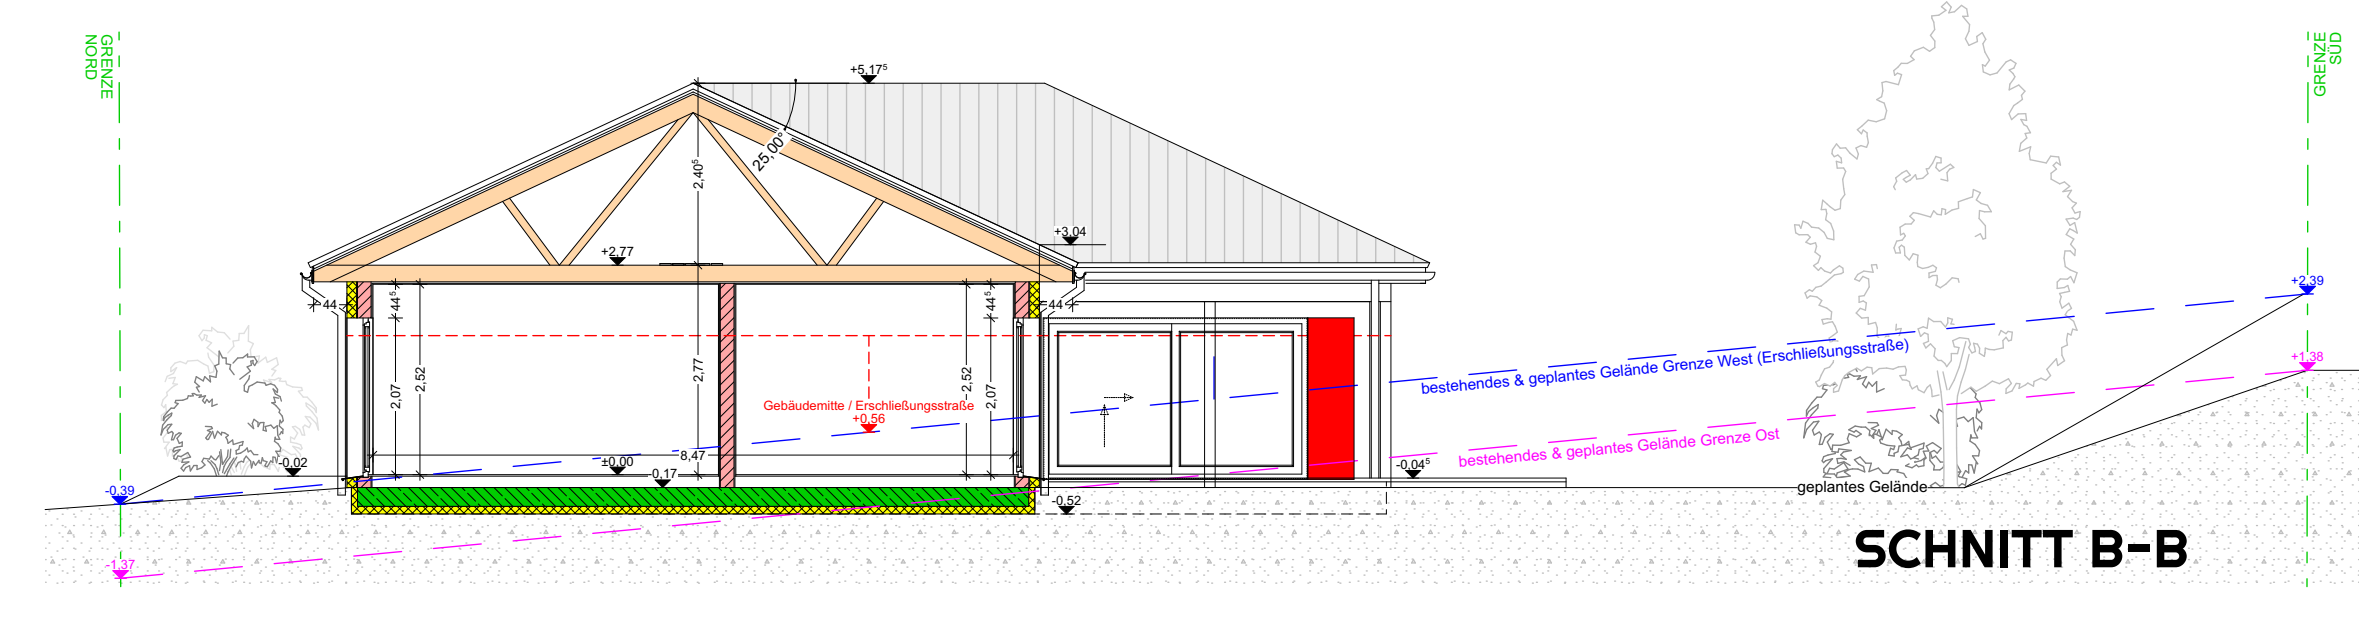 GRENZE
NORD
GRENZE
SÜD
+5,17⁵
25,00°
2,40⁵
+3,04
+2,77
+2,39
44
44⁵
44⁵
44
bestehendes & geplantes Gelände Grenze West (Erschließungsstraße)
+1,38
2,07
2,52
2,77
2,52
2,07
Gebäudemitte / Erschließungsstraße
+0,56
bestehendes & geplantes Gelände Grenze Ost
8,47
-0,02
±0,00
-0,17
-0,04⁵
-0,39
-0,52
geplantes Gelände
-1,37
SCHNITT B-B